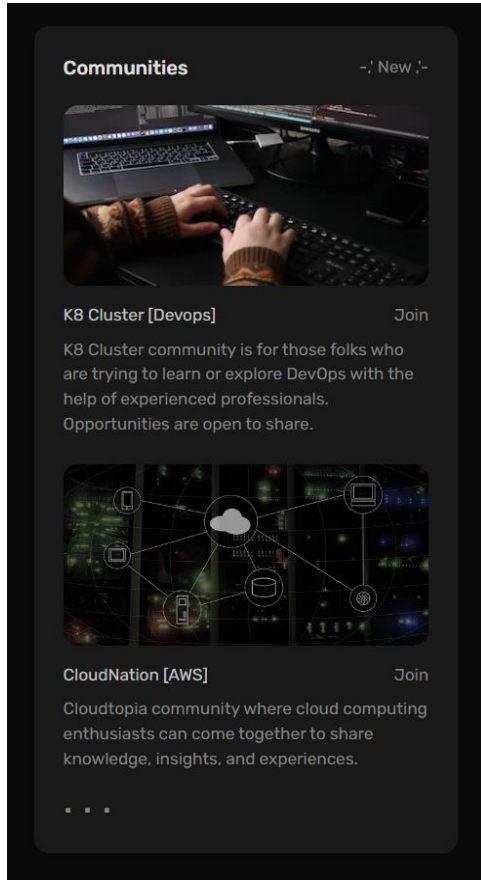 Communities
-,' New ,'-
K8 Cluster [Devops]
Join
K8 Cluster community is for those folks who
are trying to learn or explore DevOps with the
help of experienced professionals.
Opportunities are open to share.
CloudNation [AWS]
Join
Cloudtopia community where cloud computing
enthusiasts can come together to share
knowledge, insights, and experiences.
. . .